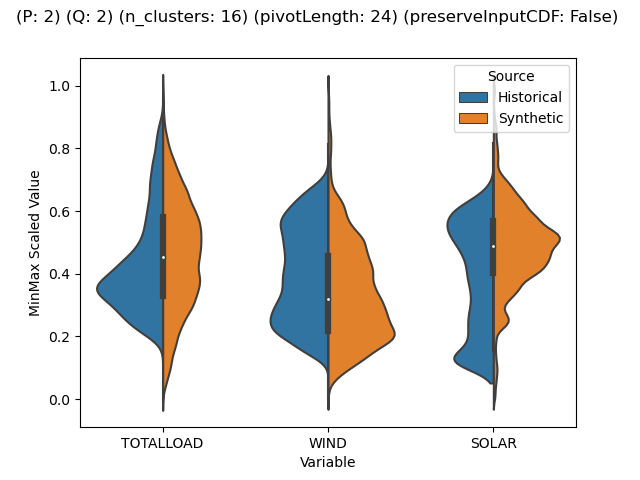 (P: 2) (Q: 2) (n_clusters: 16) (pivotLength: 24) (preserveInputCDF: False)
Source
Historical
Synthetic
MinMax Scaled Value
1.0
0.8
0.6
0.4
0.2
0.0
TOTALLOAD WIND SOLAR
Variable